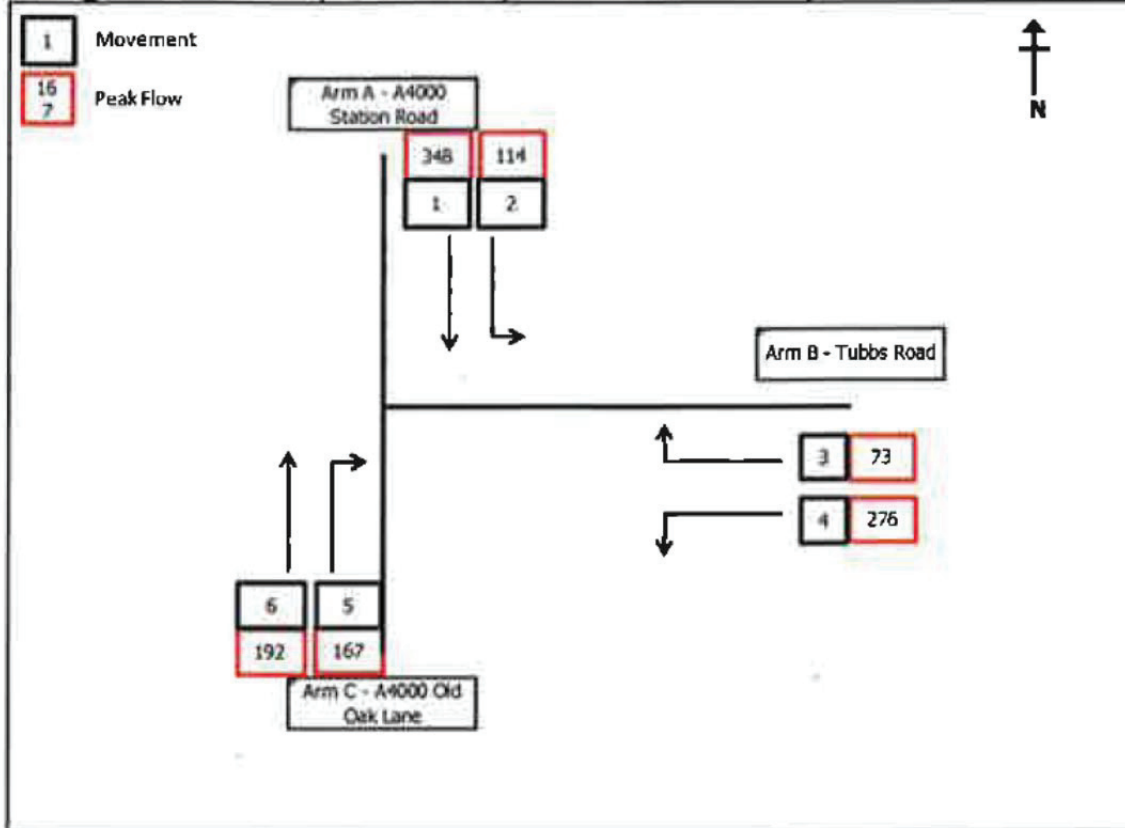 1 Movement
16
7
Peak Flow
N
Arm A - A4000
Station Road
348 114
1 2
Arm B - Tubbs Road
3 73
4 276
6 5
192 167
Arm C - A4000 Old
Oak Lane